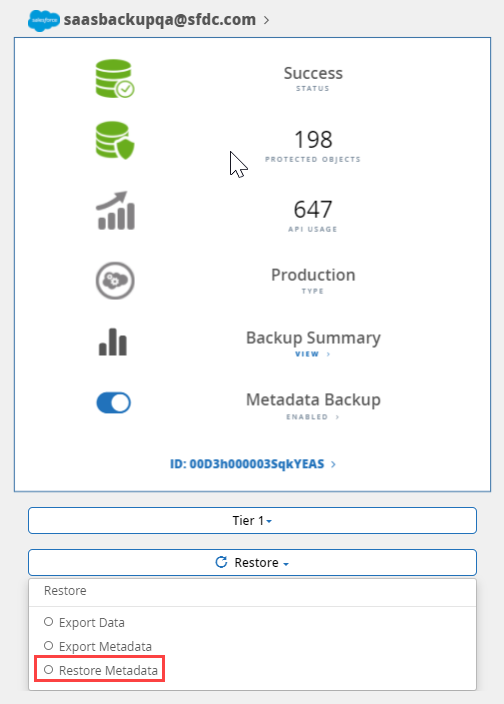 salesforce saasbackupqa@sfdc.com >
Success
STATUS
198
PROTECTED OBJECTS
647
API USAGE
Production
TYPE
Backup Summary
VIEW >
Metadata Backup
ENABLED >
ID: 00D3h000003SqkYEAS >
Tier 1
Restore
Restore
Export Data
Export Metadata
Restore Metadata